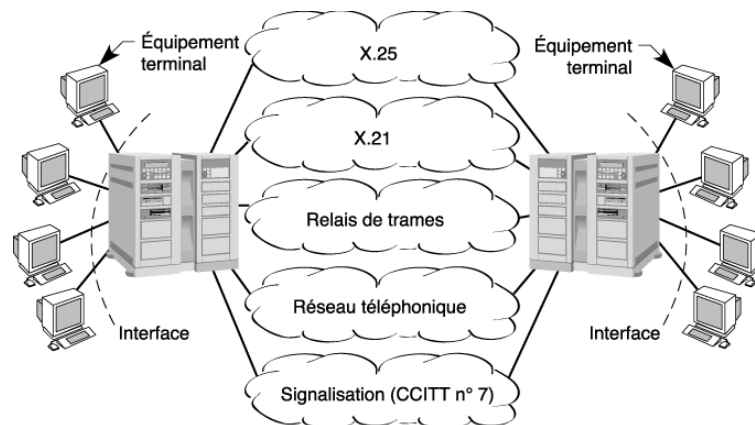 Équipement
terminal
X.25
Équipement
terminal
X.21
Relais de trames
Réseau téléphonique
Interface
Interface
Signalisation (CCITT n° 7)